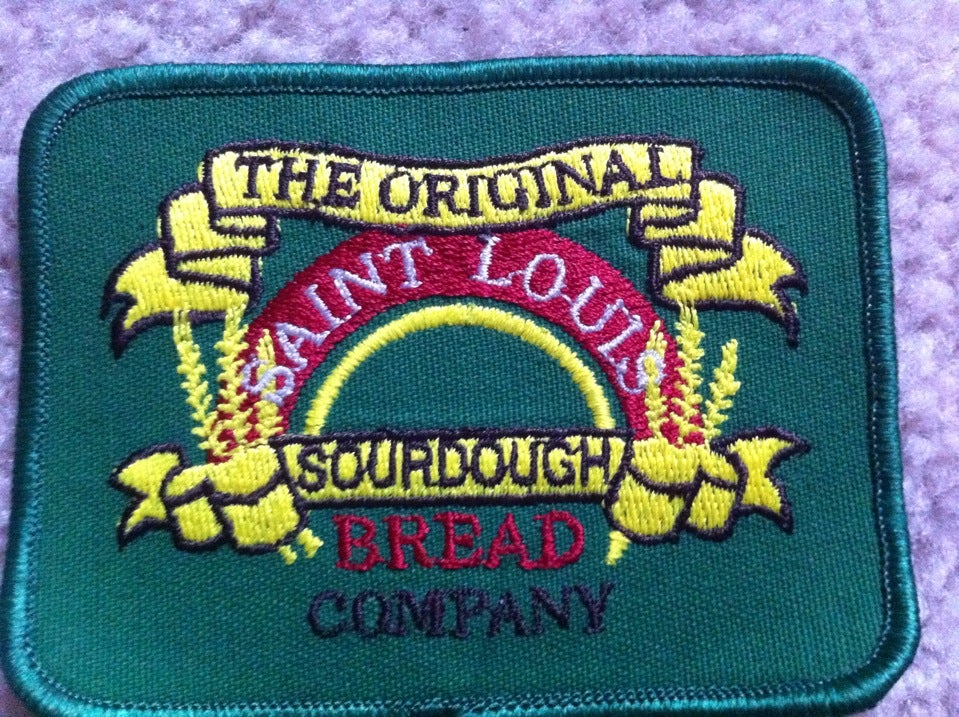 THE ORIGINAL
SAINT LOUIS
SOURDOUGH
BREAD
COMPANY